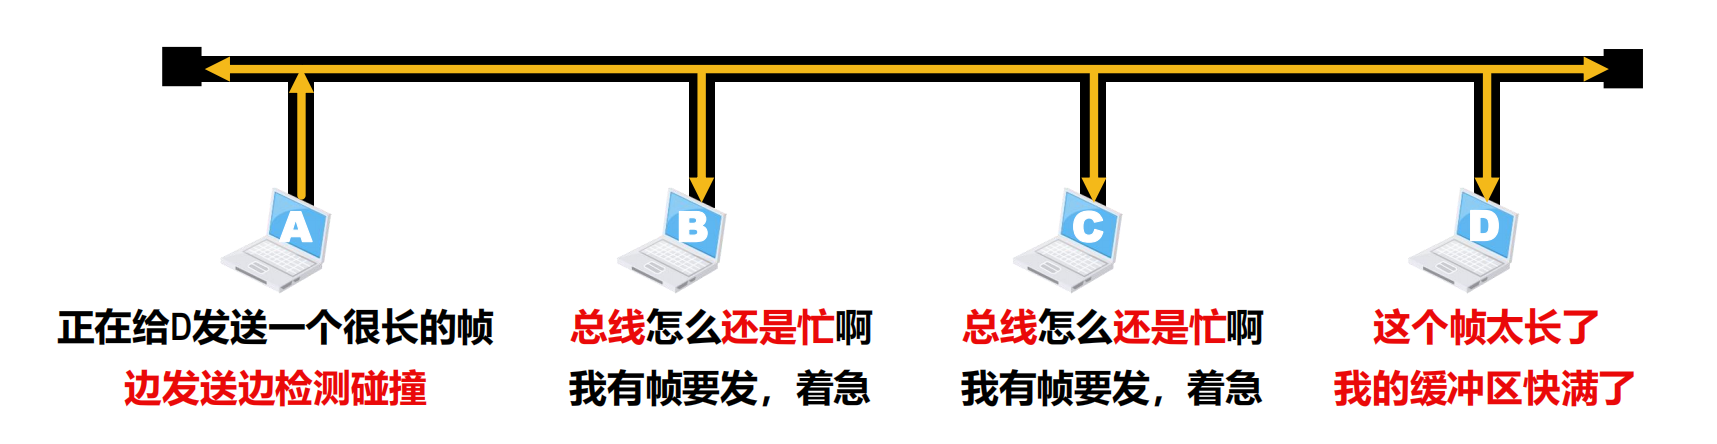 A
B
C
D
正在给D发送一个很长的帧
边发送边检测碰撞
总线怎么还是忙啊
我有帧要发，着急
总线怎么还是忙啊
我有帧要发，着急
这个帧太长了
我的缓冲区快满了